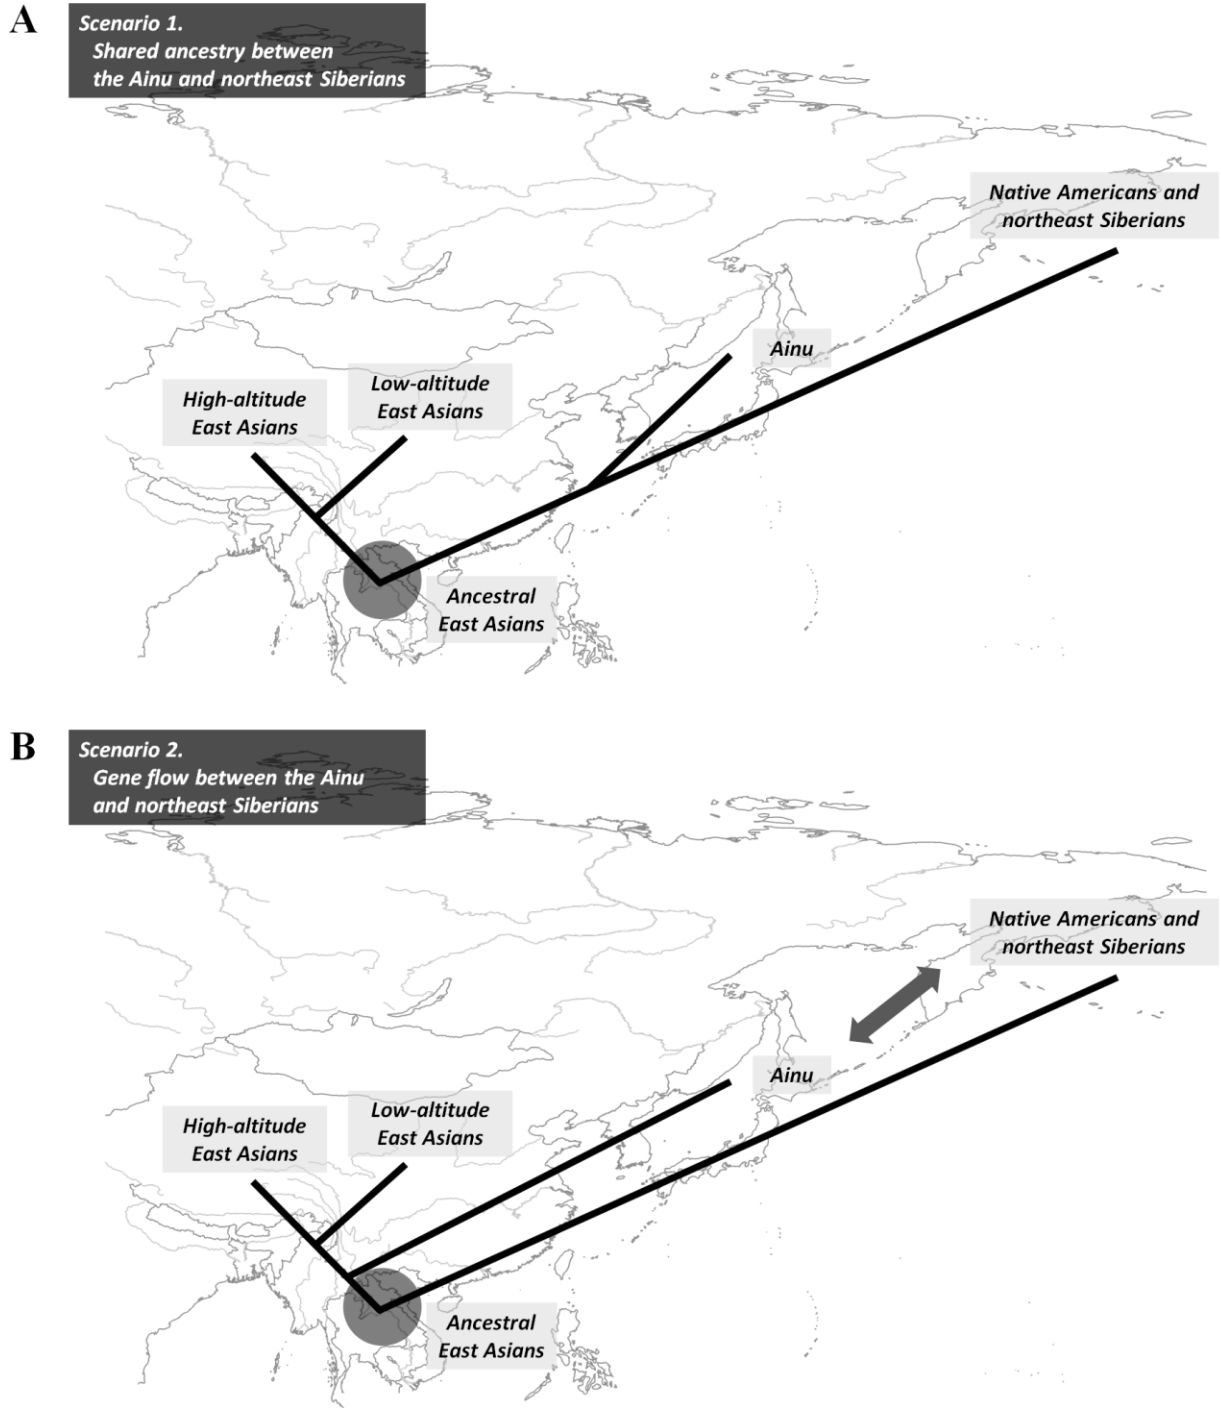 A
Scenario 1.
Shared ancestry between
the Ainu and northeast Siberians
Native Americans and
northeast Siberians
Ainu
Low-altitude
East Asians
High-altitude
East Asians
Ancestral
East Asians
B
Scenario 2.
Gene flow between the Ainu
and northeast Siberians
Native Americans and
northeast Siberians
Ainu
Low-altitude
East Asians
High-altitude
East Asians
Ancestral
East Asians